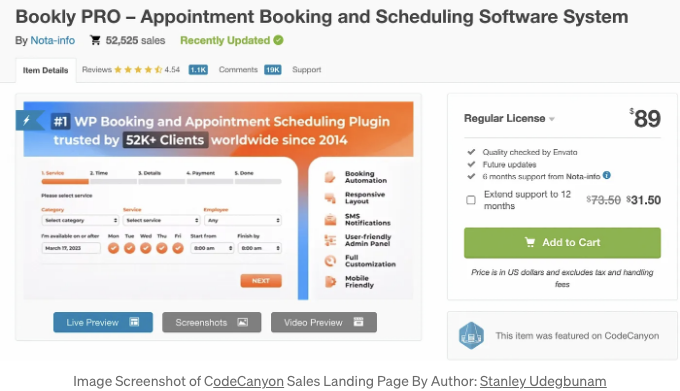 Bookly PRO – Appointment Booking and Scheduling Software System
By Nota-info 52,525 sales Recently Updated
Item Details Reviews 4.54 1.1K Comments 19K Support
#1 WP Booking and Appointment Scheduling Plugin
trusted by 52K+ Clients worldwide since 2014
1. Service 2. Time 3. Details 4. Payment 5. Done
Please select service
Category Service Employee
Select category Select service Any
I'm available on or after Mon Tue Wed Thu Fri Start from Finish by
March 17, 2023 8:00 am 8:00 am
NEXT
Booking
Automation
Responsive
Layout
SMS
Notifications
User-friendly
Admin Panel
Full
Customization
Mobile
Friendly
Live Preview Screenshots Video Preview
Regular License $89
Quality checked by Envato
Future updates
6 months support from Nota-info
Extend support to 12 $73.50 $31.50
months
Add to Cart
Price is in US dollars and excludes tax and handling
fees
This item was featured on CodeCanyon
Image Screenshot of CodeCanyon Sales Landing Page By Author: Stanley Udegbunam